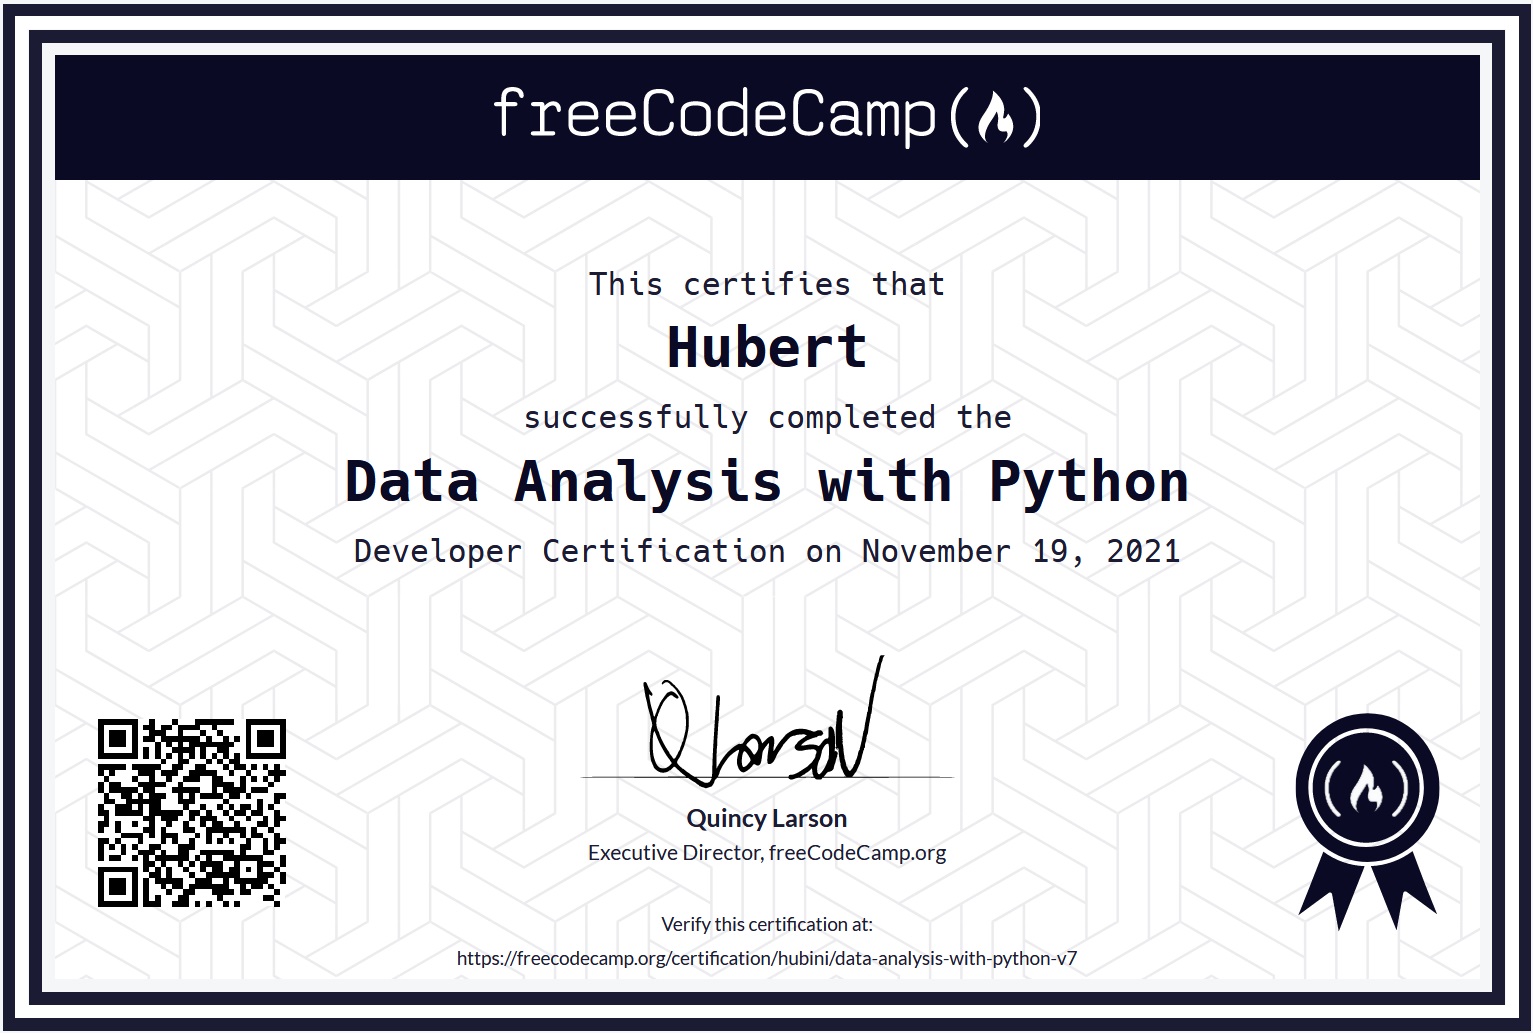 freeCodeCamp
This certifies that
Hubert
successfully completed the
Data Analysis with Python
Developer Certification on November 19, 2021
Quincy Larson
Executive Director, freeCodeCamp.org
Verify this certification at:
https://freecodecamp.org/certification/hubini/data-analysis-with-python-v7